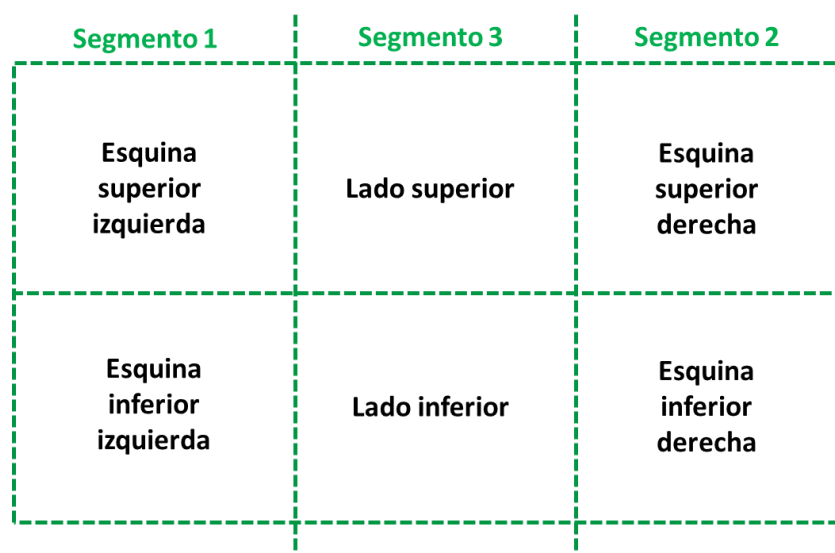 Segmento 1
Segmento 3
Segmento 2
Esquina
superior
izquierda
Lado superior
Esquina
superior
derecha
Esquina
inferior
izquierda
Lado inferior
Esquina
inferior
derecha